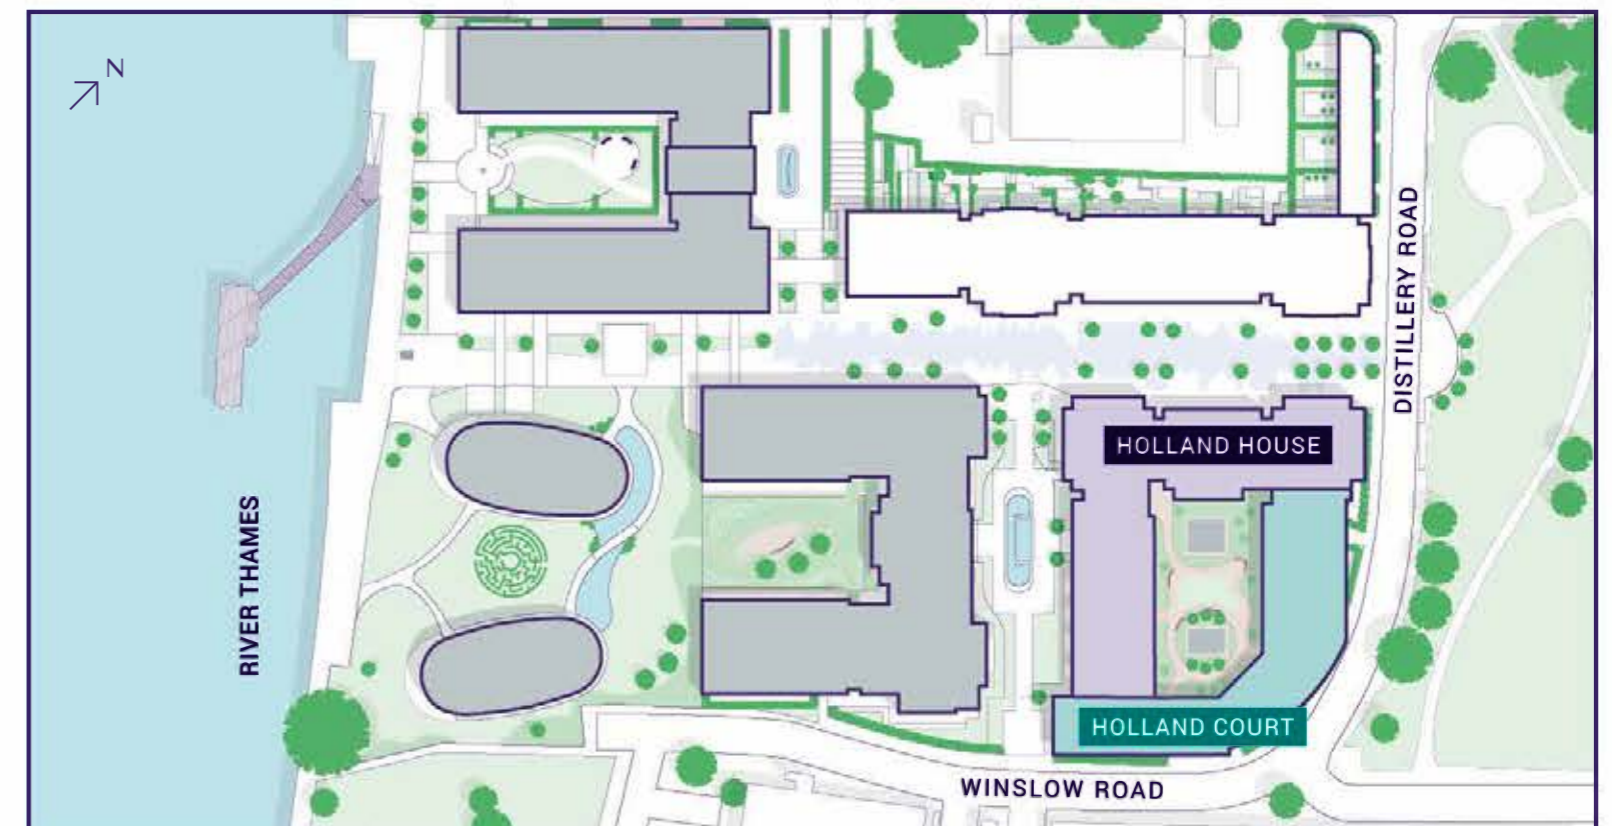 N
DISTILLERY ROAD
HOLLAND HOUSE
RIVER THAMES
HOLLAND COURT
WINSLOW ROAD